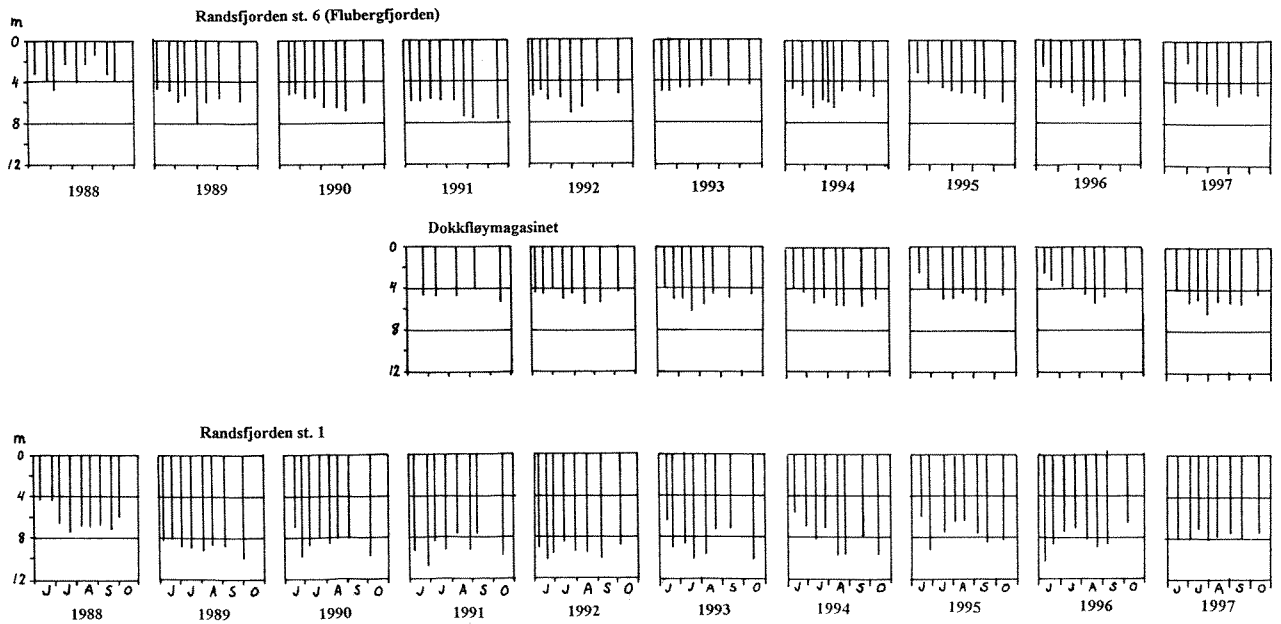 Randsfjorden st. 6 (Flubergfjorden)
m
0
4
8
12
1988 1989 1990 1991 1992 1993 1994 1995 1996 1997
Dokkfløymagasinet
0
4
8
12
Randsfjorden st. 1
m
0
4
8
12
J J A S O J J A S O J J A S O J J A S O J J A S O J J A S O J J A S O J J A S O J J A S O J J A S O
1988 1989 1990 1991 1992 1993 1994 1995 1996 1997